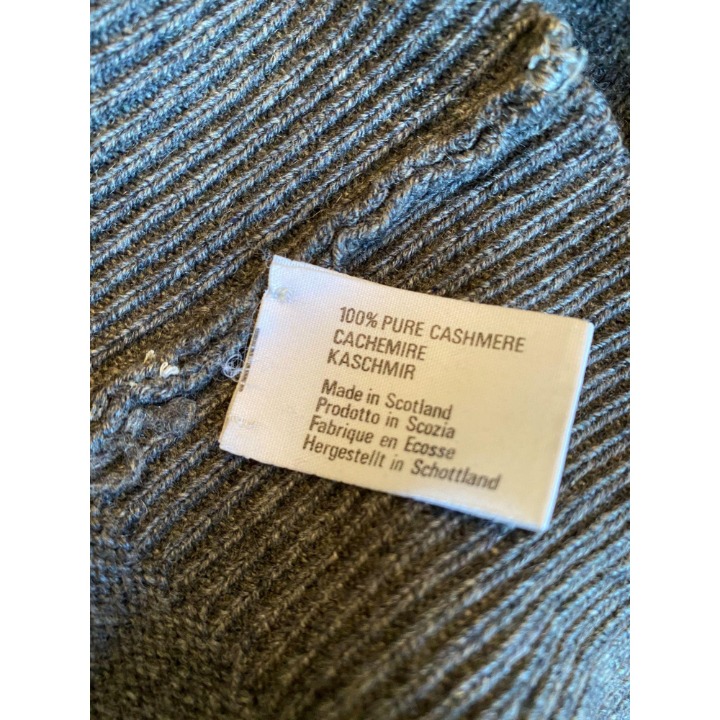 100% PURE CASHMERE
CACHEMIRE
KASCHMIR
Made in Scotland
Prodotto in Scozia
Fabrique en Ecosse
Hergestellt in Schottland